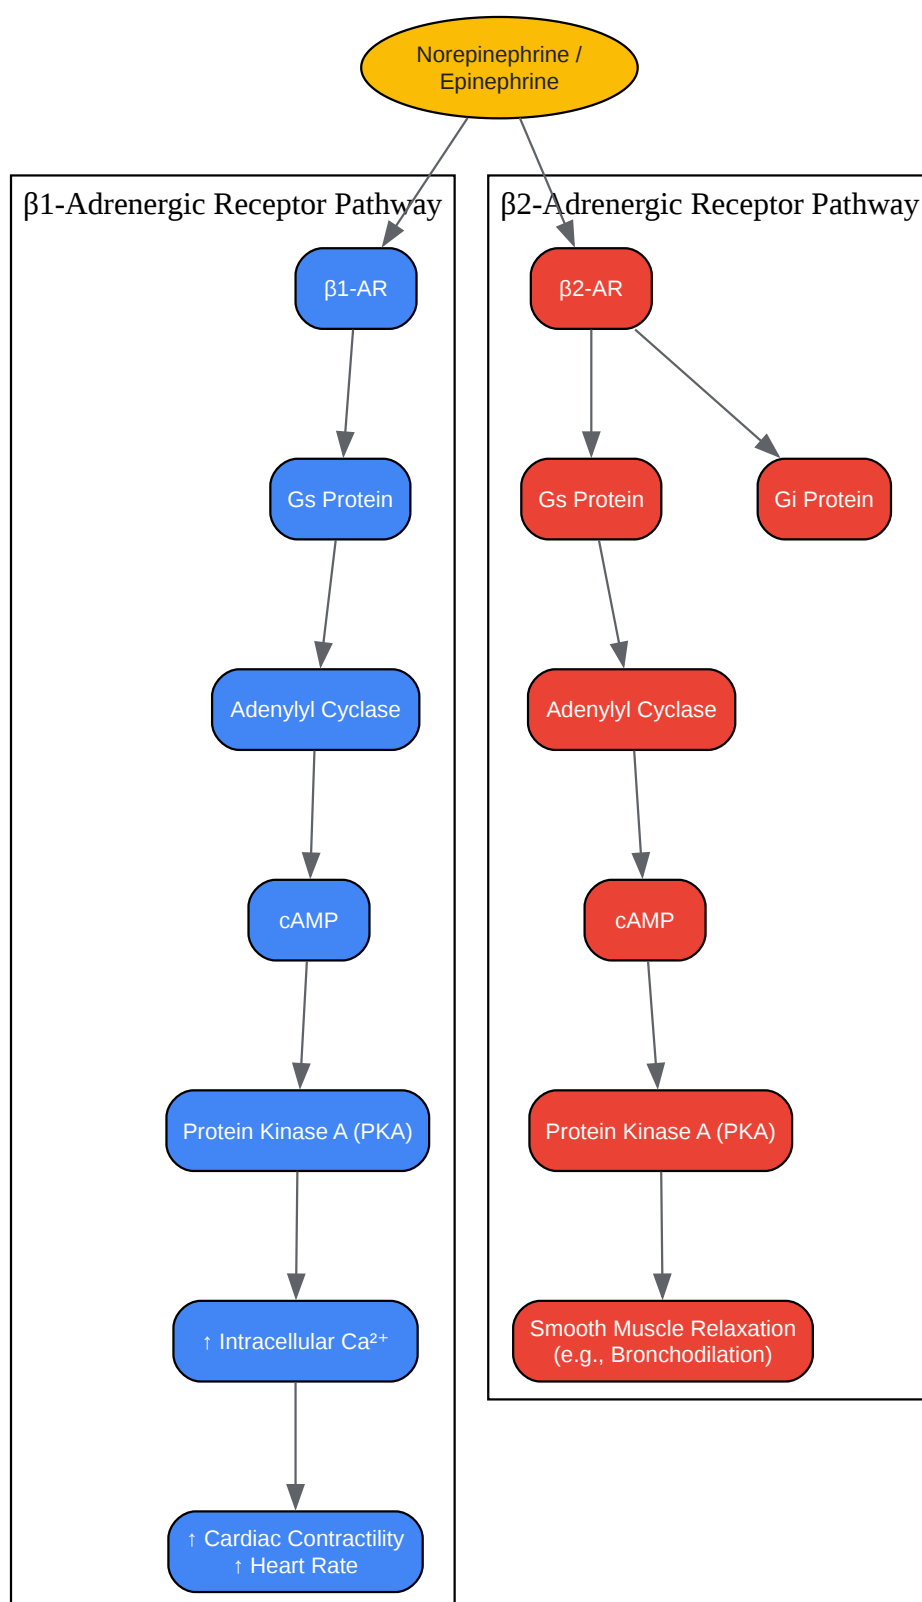 Norepinephrine /
Epinephrine
β1-Adrenergic Receptor Pathway
β1-AR
Gs Protein
Adenylyl Cyclase
cAMP
Protein Kinase A (PKA)
↑ Intracellular Ca²⁺
↑ Cardiac Contractility
↑ Heart Rate
β2-Adrenergic Receptor Pathway
β2-AR
Gs Protein
Gi Protein
Adenylyl Cyclase
cAMP
Protein Kinase A (PKA)
Smooth Muscle Relaxation
(e.g., Bronchodilation)